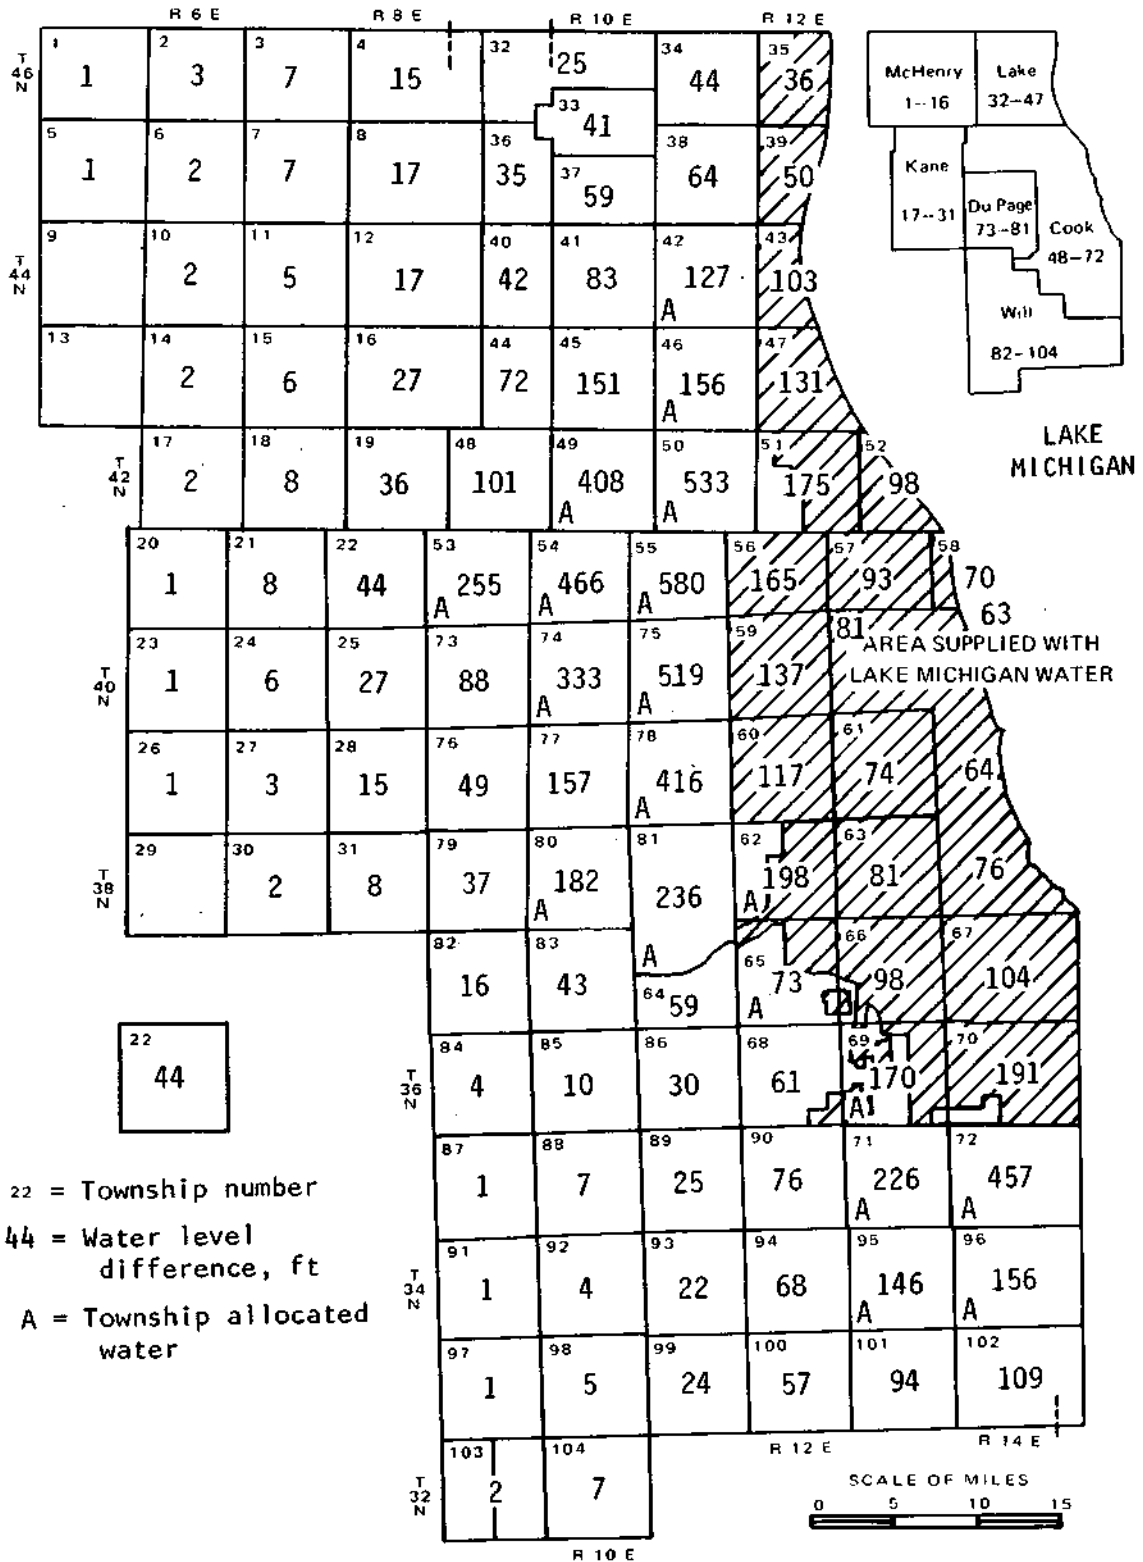 R 6 E R 8 E R 10 E R 12 E
T 46 N
1 2 3 4 32 34 35
1 3 7 15 25 44 36
33
41
5 6 7 8 36 38 39
1 2 7 17 35 64 50
37
59
T 44 N
9 10 11 12 40 41 42 43
2 5 17 42 83 127 103
A
13 14 15 16 44 45 46 47
2 6 27 72 151 156 131
A
T 42 N
17 18 19 48 49 50 51 52
2 8 36 101 408 533 175 98
A A
20 21 22 53 54 55 56 57 58
1 8 44 255 466 580 165 93 70
A A A
63
81
AREA SUPPLIED WITH
LAKE MICHIGAN WATER
T 40 N
23 24 25 73 74 75 59
1 6 27 88 333 519 137
A A
26 27 28 76 77 78 60 61
1 3 15 49 157 416 117 74 64
A
T 38 N
29 30 31 79 80 81 62 63
2 8 37 182 236 198 81 76
A A A
82 83 64 65 66 67
16 43 59 73 98 104
A
T 36 N
84 85 86 68 69 70
4 10 30 61 170 191
A
87 88 89 90 71 72
1 7 25 76 226 457
A A
T 34 N
91 92 93 94 95 96
1 4 22 68 146 156
A A
97 98 99 100 101 102
1 5 24 57 94 109
R 12 E R 14 E
T 32 N
103 104
2 7
R 10 E
McHenry
1--16
Lake
32--47
Kane
17--31
Du Page
73--81
Cook
48--72
Will
82-104
LAKE
MICHIGAN
22
44
22 = Township number
44 = Water level
difference, ft
A = Township allocated
water
SCALE OF MILES
0 5 10 15